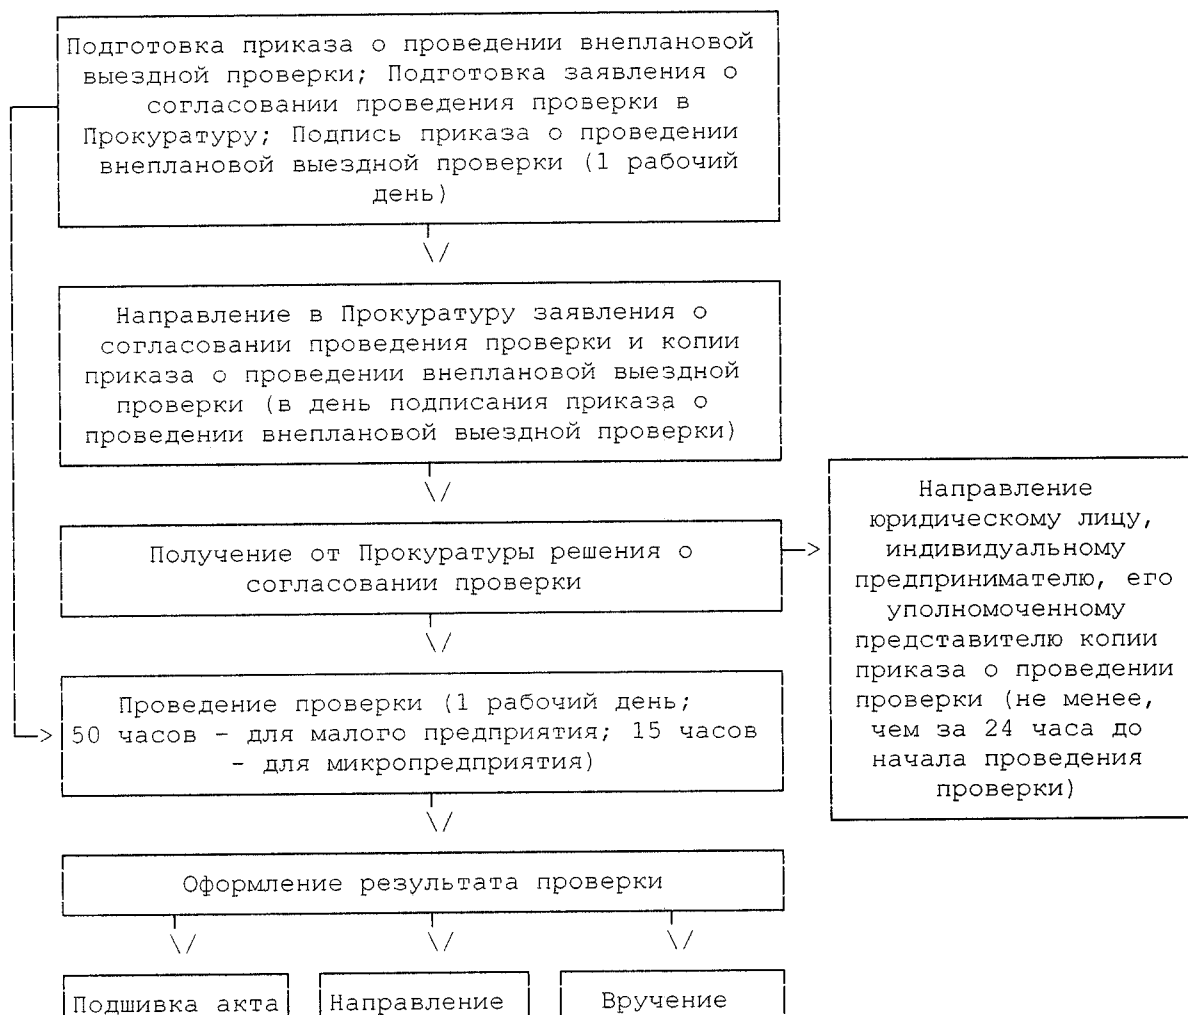 Подготовка приказа о проведении внеплановой
выездной проверки; Подготовка заявления о
согласовании проведения проверки в
Прокуратуру; Подпись приказа о проведении
внеплановой выездной проверки (1 рабочий
день)
\/
Направление в Прокуратуру заявления о
согласовании проведения проверки и копии
приказа о проведении внеплановой выездной
проверки (в день подписания приказа о
проведении внеплановой выездной проверки)
\/
Получение от Прокуратуры решения о
согласовании проверки
\/
Направление
юридическому лицу,
индивидуальному
предпринимателю, его
уполномоченному
представителю копии
приказа о проведении
проверки (не менее,
чем за 24 часа до
начала проведения
проверки)
Проведение проверки (1 рабочий день;
50 часов - для малого предприятия; 15 часов
- для микропредприятия)
\/
Оформление результата проверки
\/ \/ \/
Подшивка акта Направление Вручение